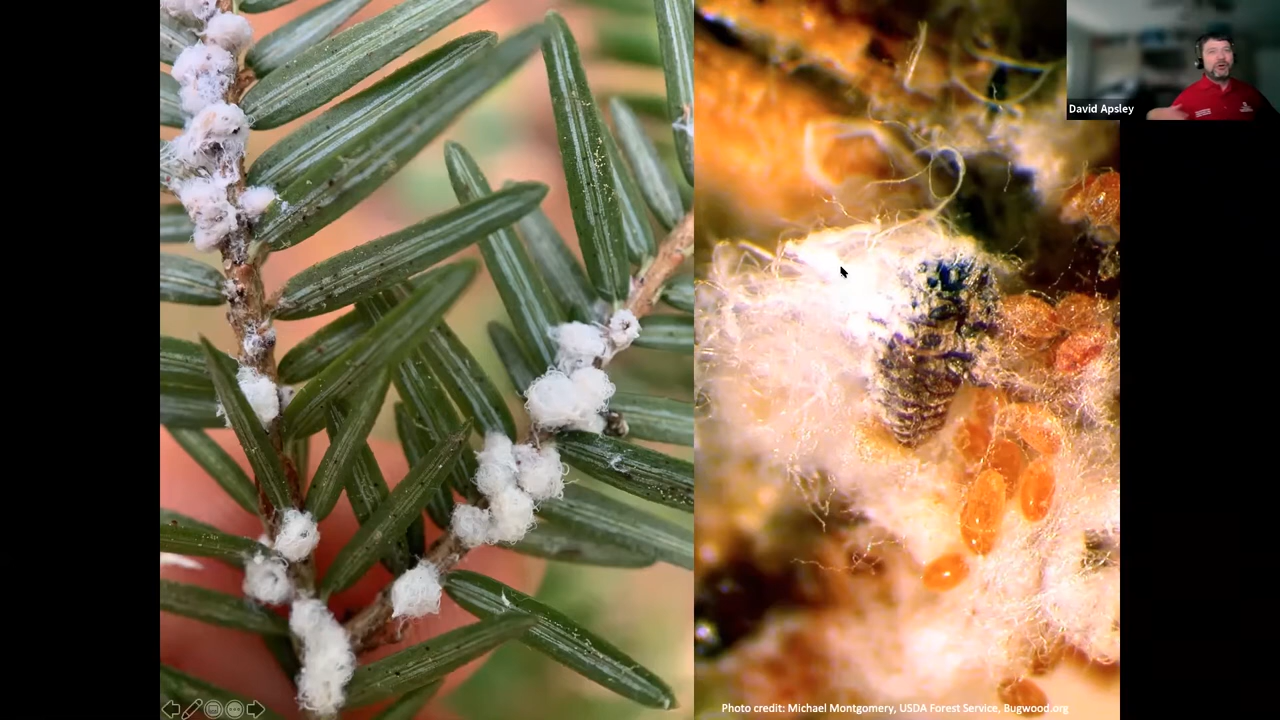 David Apsley
Photo credit: Michael Montgomery, USDA Forest Service, Bugwood.org